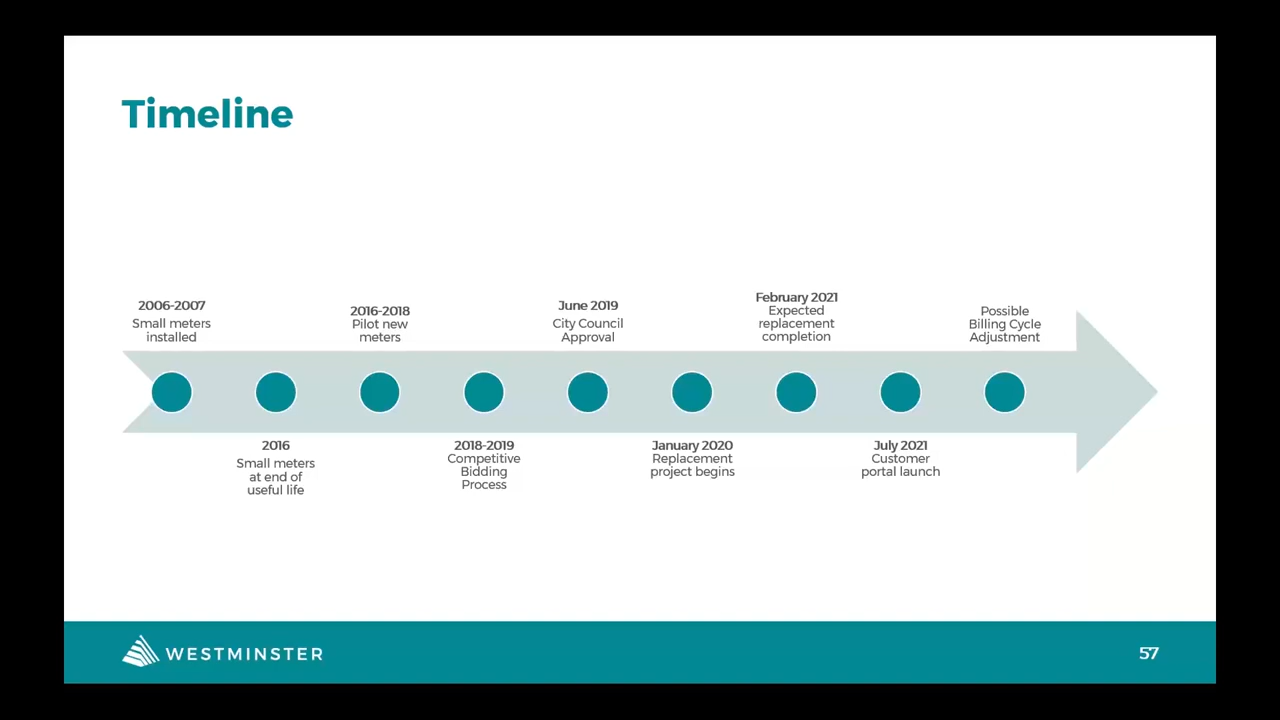 Timeline
2006-2007
Small meters
installed
2016
Small meters
at end of
useful life
2016-2018
Pilot new
meters
2018-2019
Competitive
Bidding
Process
June 2019
City Council
Approval
January 2020
Replacement
project begins
February 2021
Expected
replacement
completion
July 2021
Customer
portal launch
Possible
Billing Cycle
Adjustment
WESTMINSTER
57